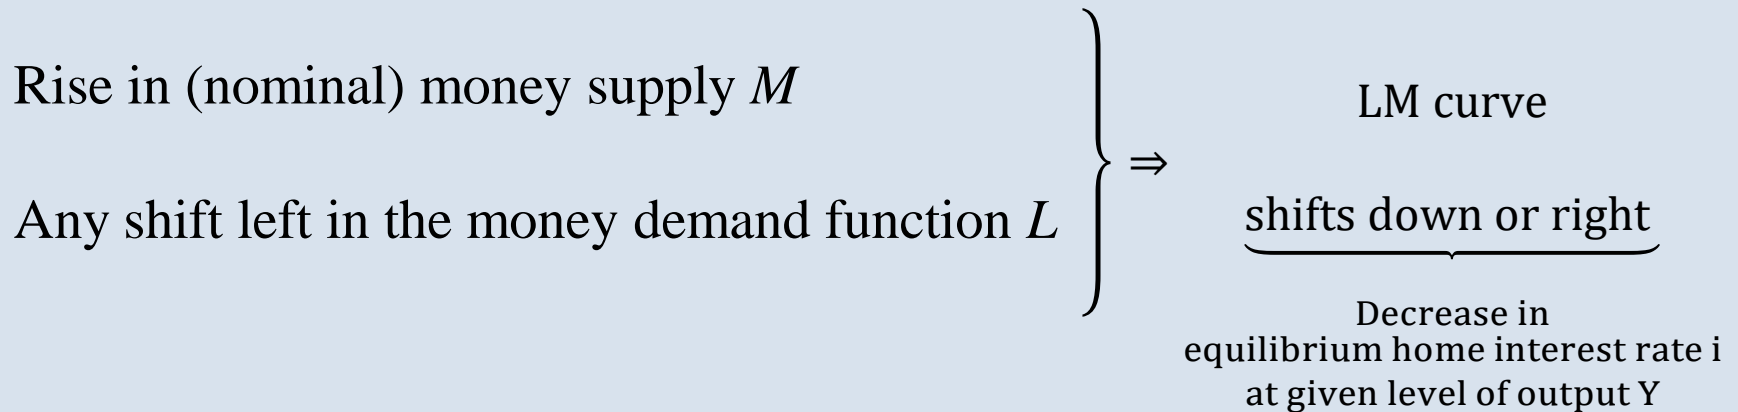 Rise in (nominal) money supply M
Any shift left in the money demand function L
⇒
LM curve
shifts down or right
Decrease in
equilibrium home interest rate i
at given level of output Y